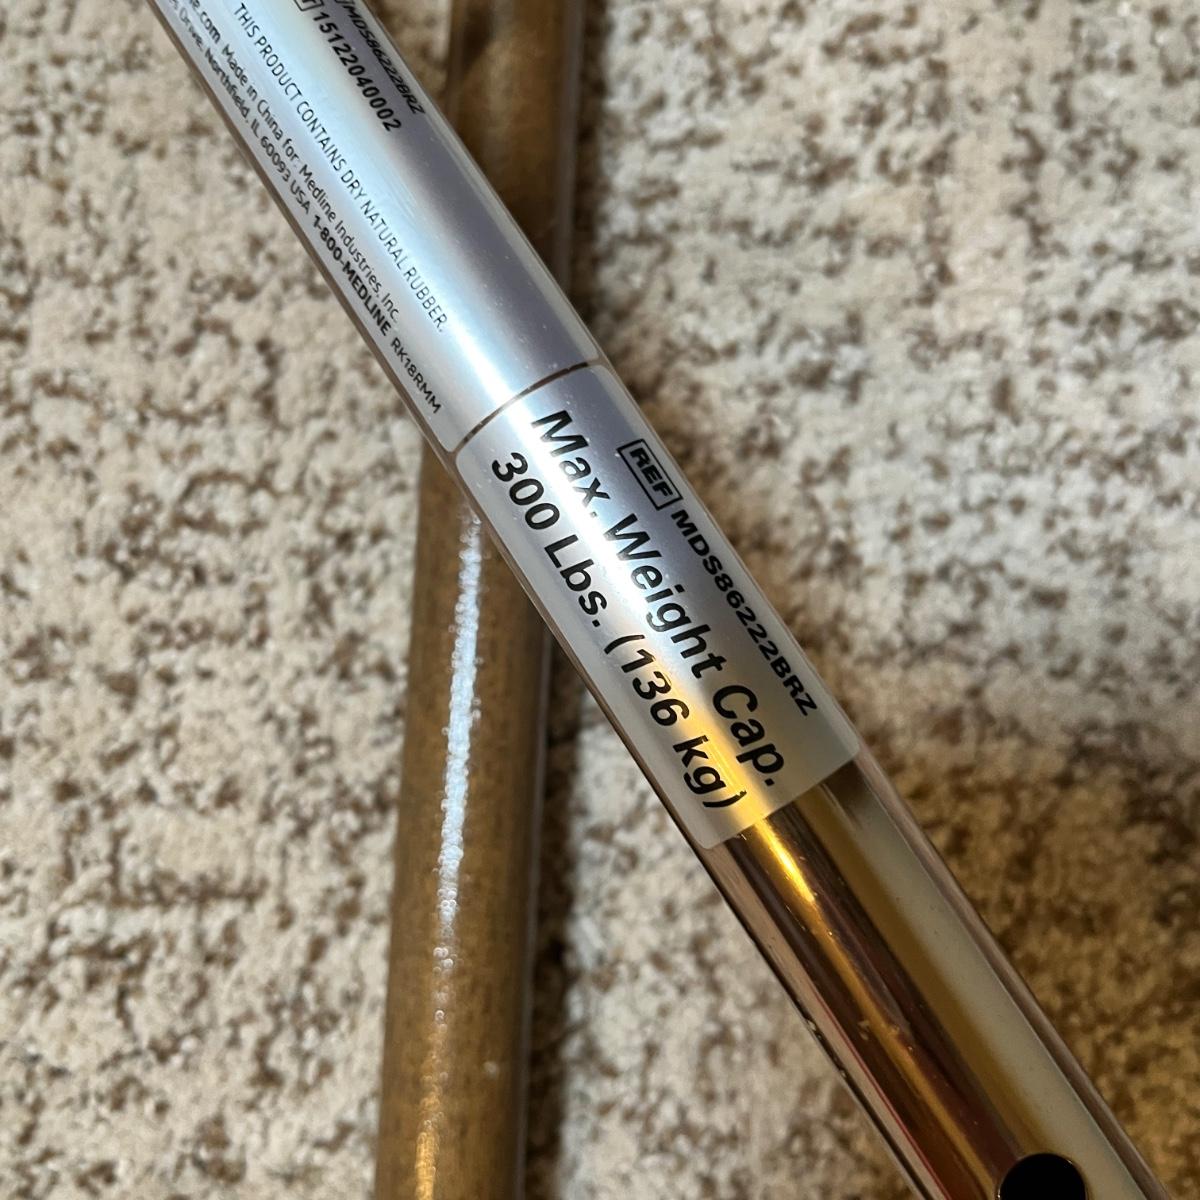 MDS86222BRZ
15122040002
THIS PRODUCT CONTAINS DRY NATURAL RUBBER.
Made in China for: Medline Industries, Inc.
Drive, Northfield, IL 60093 USA 1-800-MEDLINE RK18RMM
REF MDS86222BRZ
Max. Weight Cap.
300 Lbs. (136 kg)